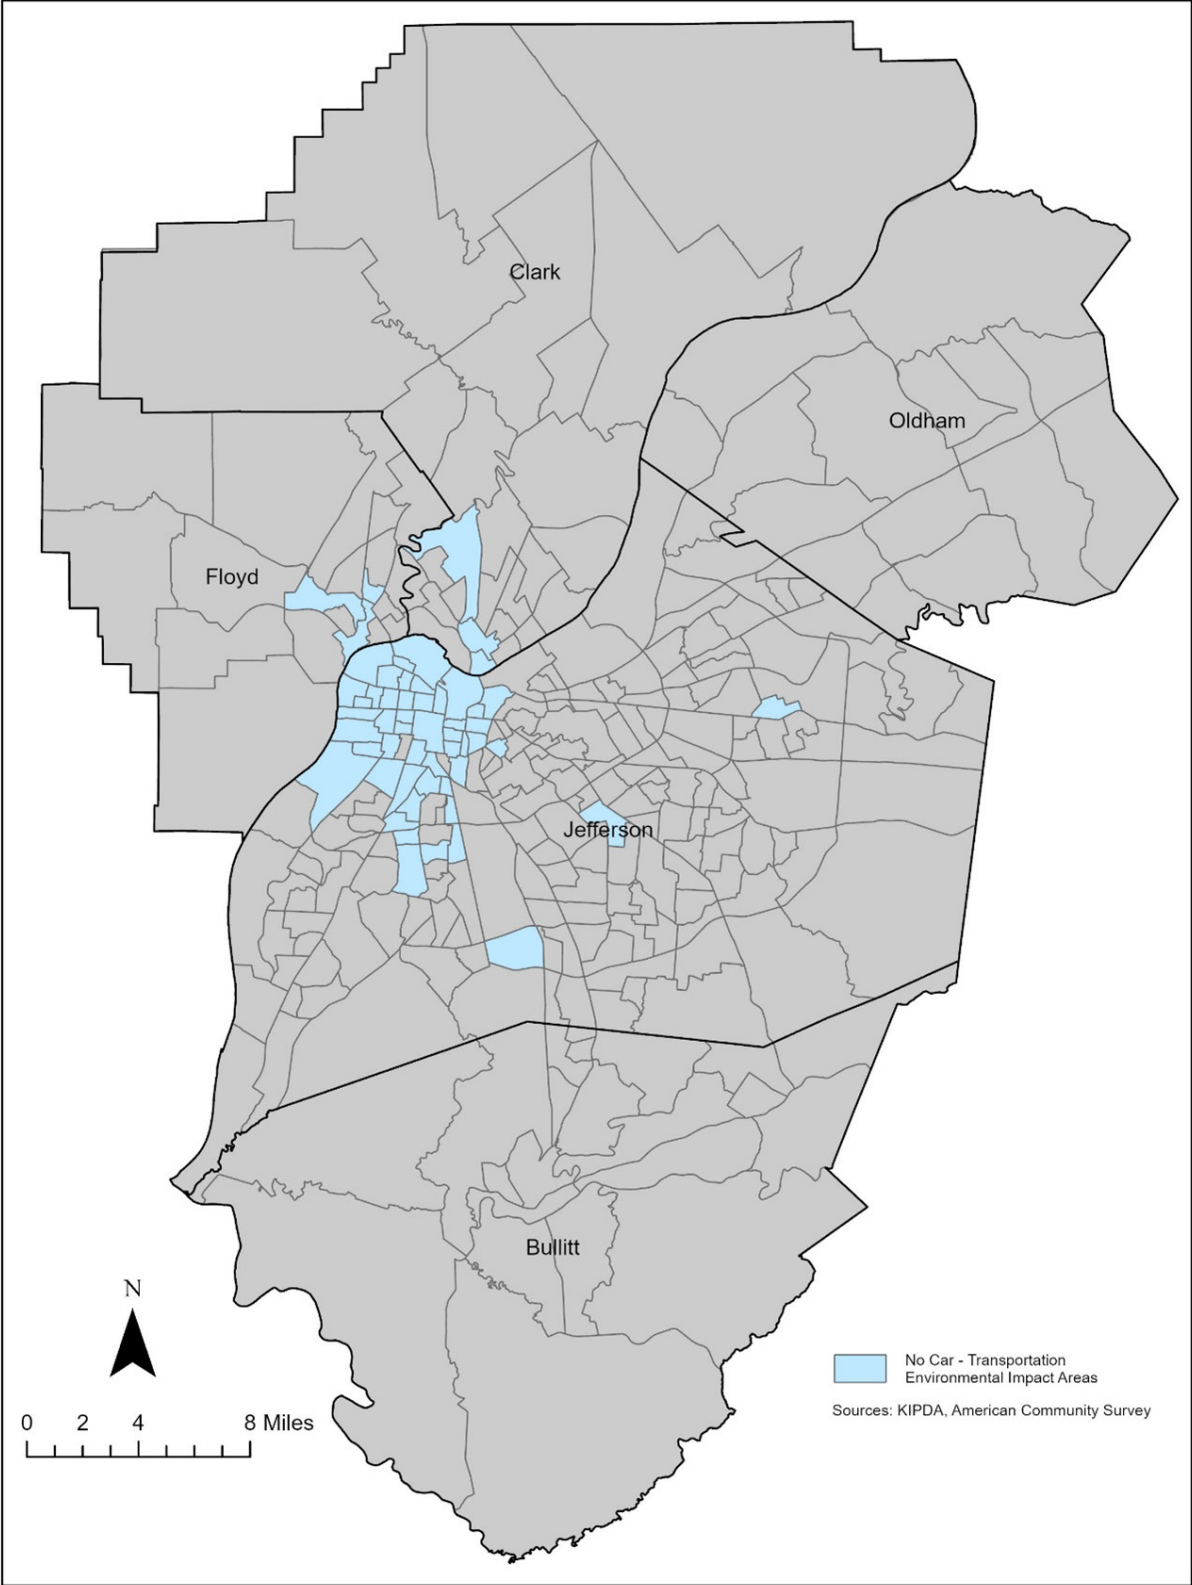 Clark
Oldham
Floyd
Jefferson
Bullitt
N
0 2 4 8 Miles
No Car - Transportation
Environmental Impact Areas
Sources: KIPDA, American Community Survey